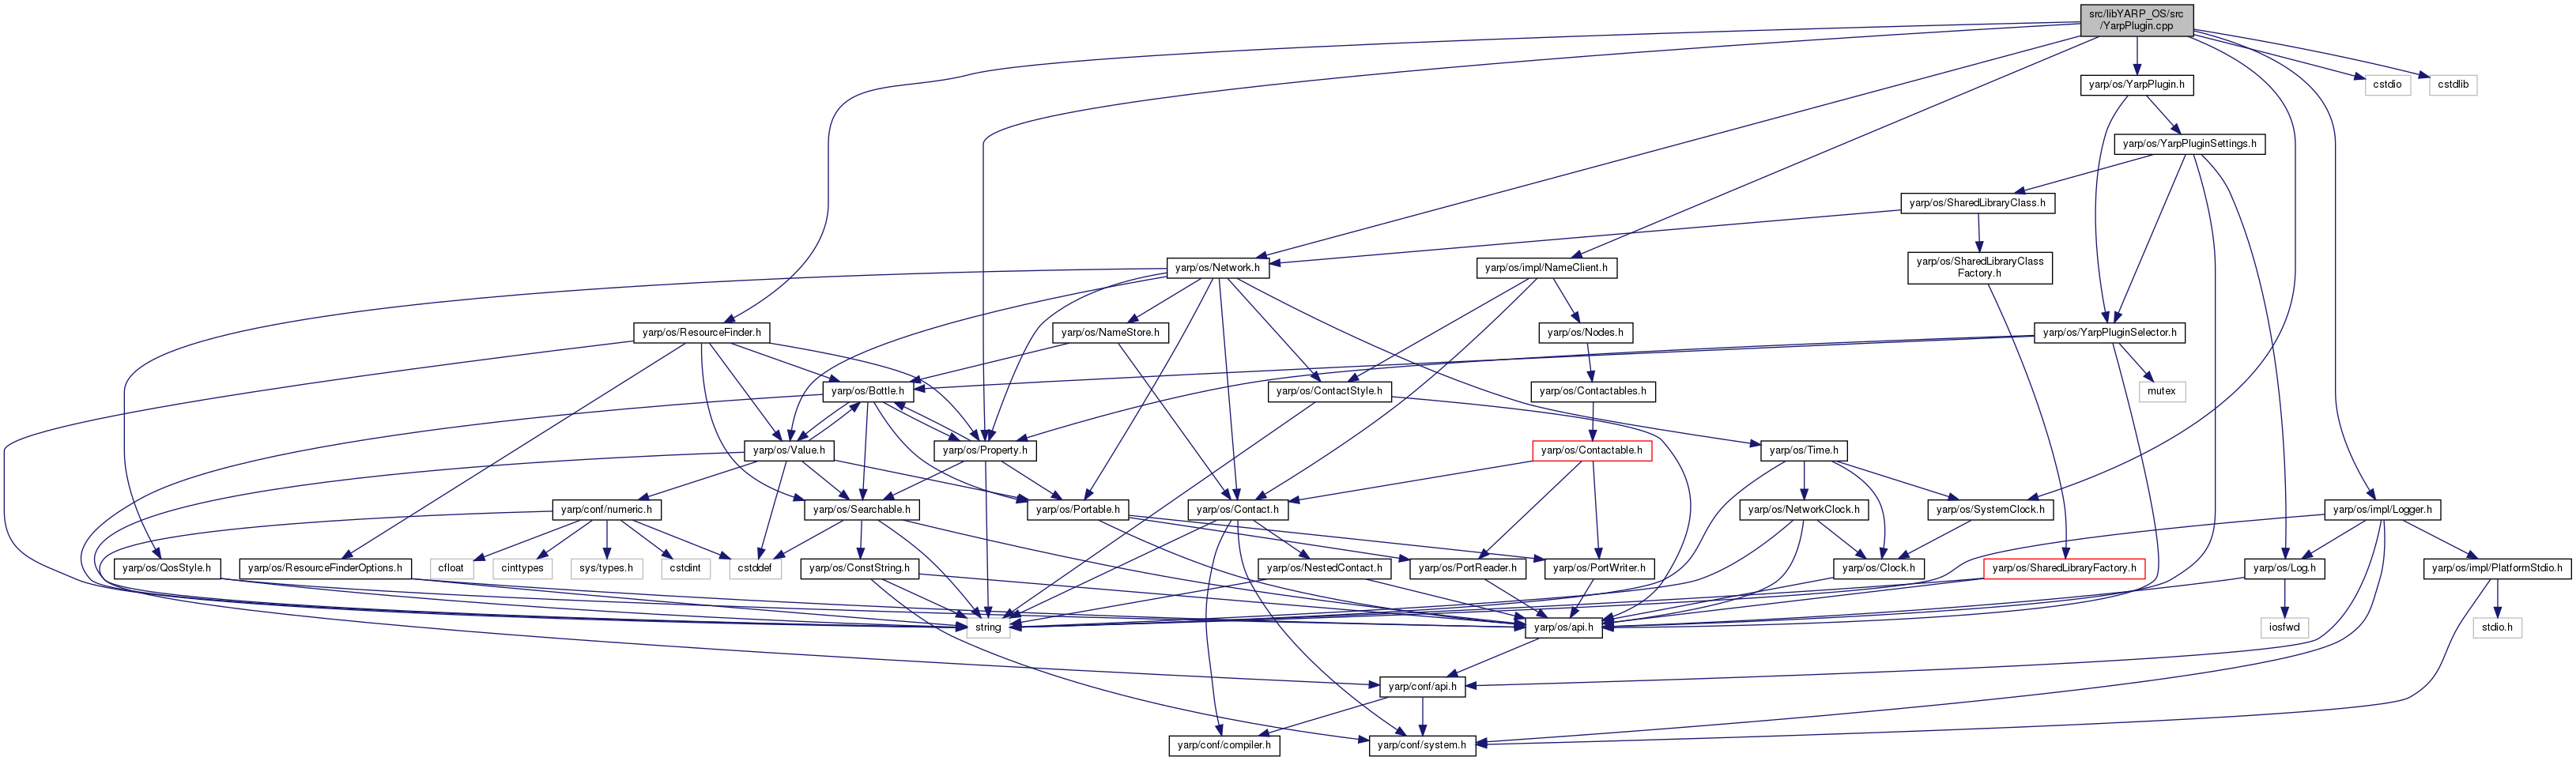 src/libYARP_OS/src
/YarpPlugin.cpp
yarp/os/YarpPlugin.h
cstdio
cstdlib
yarp/os/YarpPluginSettings.h
yarp/os/SharedLibraryClass.h
yarp/os/Network.h
yarp/os/impl/NameClient.h
yarp/os/SharedLibraryClass
Factory.h
yarp/os/ResourceFinder.h
yarp/os/NameStore.h
yarp/os/Nodes.h
yarp/os/YarpPluginSelector.h
yarp/os/Bottle.h
yarp/os/ContactStyle.h
yarp/os/Contactables.h
mutex
yarp/os/Value.h
yarp/os/Property.h
yarp/os/Contactable.h
yarp/os/Time.h
yarp/conf/numeric.h
yarp/os/Searchable.h
yarp/os/Portable.h
yarp/os/Contact.h
yarp/os/NetworkClock.h
yarp/os/SystemClock.h
yarp/os/impl/Logger.h
yarp/os/QosStyle.h
yarp/os/ResourceFinderOptions.h
cfloat
cinttypes
sys/types.h
cstdint
cstddef
yarp/os/ConstString.h
yarp/os/NestedContact.h
yarp/os/PortReader.h
yarp/os/PortWriter.h
yarp/os/Clock.h
yarp/os/SharedLibraryFactory.h
yarp/os/Log.h
yarp/os/impl/PlatformStdio.h
string
yarp/os/api.h
iosfwd
stdio.h
yarp/conf/api.h
yarp/conf/compiler.h
yarp/conf/system.h